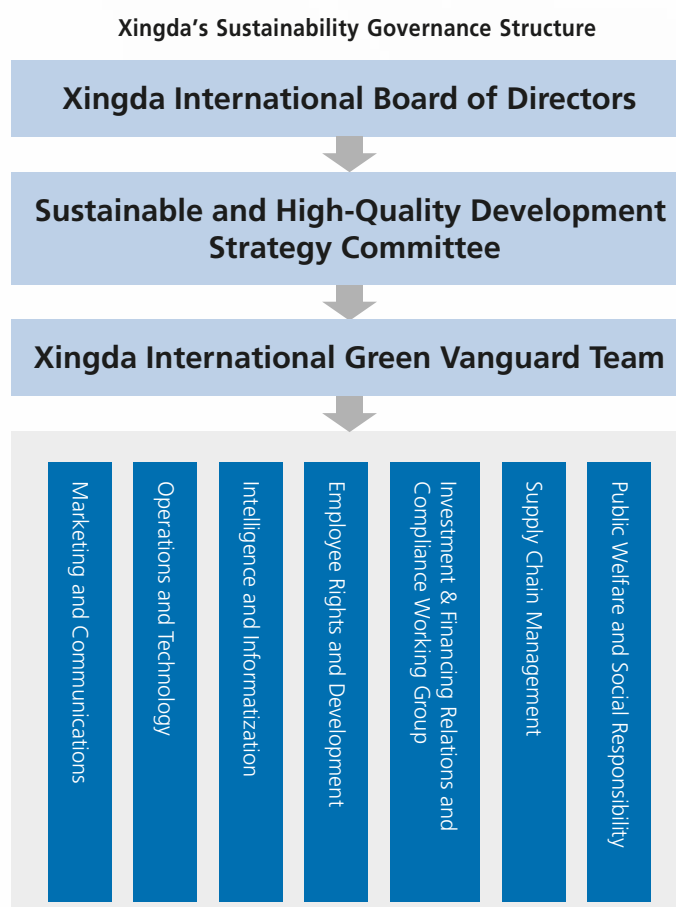 Xingda's Sustainability Governance Structure
Xingda International Board of Directors
Sustainable and High-Quality Development
Strategy Committee
Xingda International Green Vanguard Team
Marketing and Communications
Operations and Technology
Intelligence and Informatization
Employee Rights and Development
Investment & Financing Relations and
Compliance Working Group
Supply Chain Management
Public Welfare and Social Responsibility